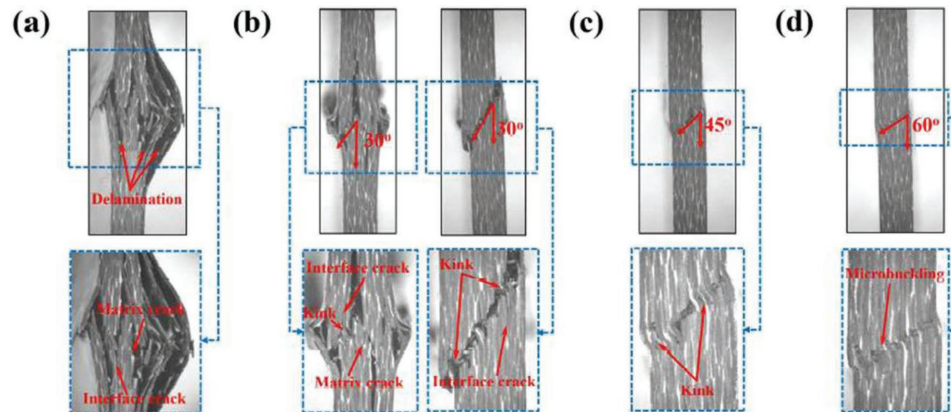 (a)
(b)
(c)
(d)
30°
30°
45°
60°
Delamination
Matrix crack
Interface crack
Interface crack
Kink
Matrix crack
Kink
Interface crack
Kink
Microbuckling